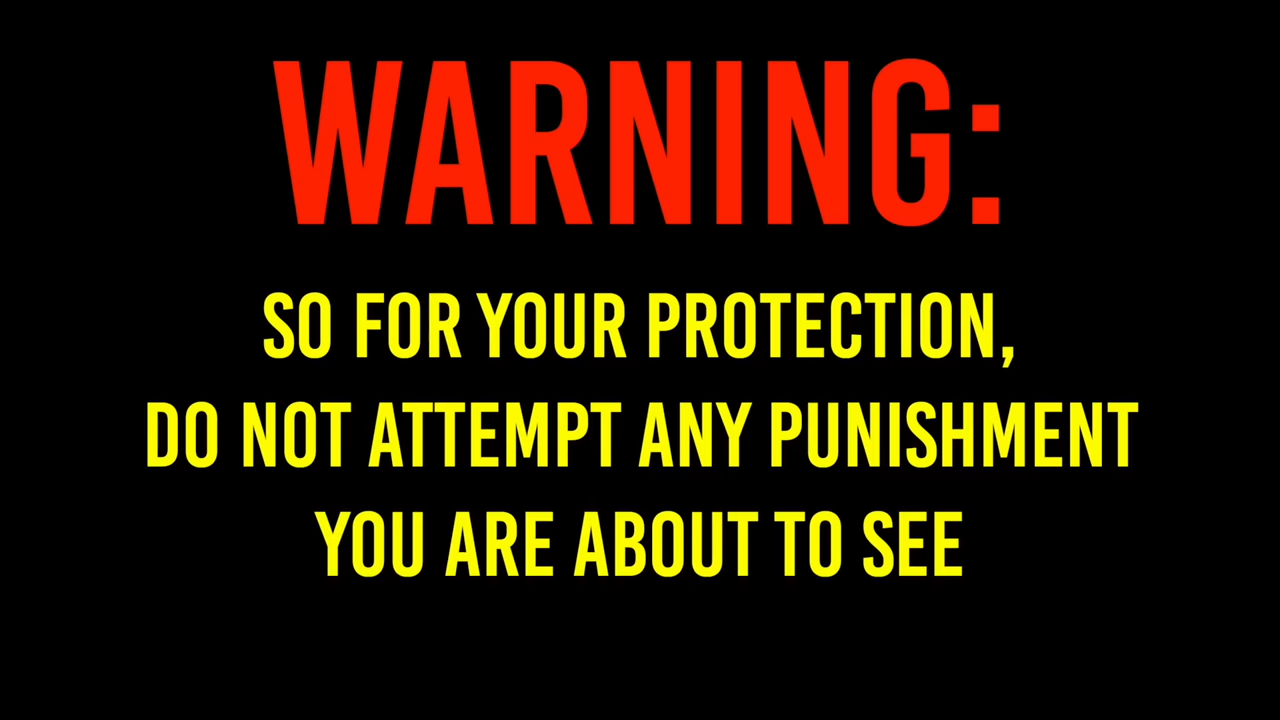 WARNING:
SO FOR YOUR PROTECTION,
DO NOT ATTEMPT ANY PUNISHMENT
YOU ARE ABOUT TO SEE